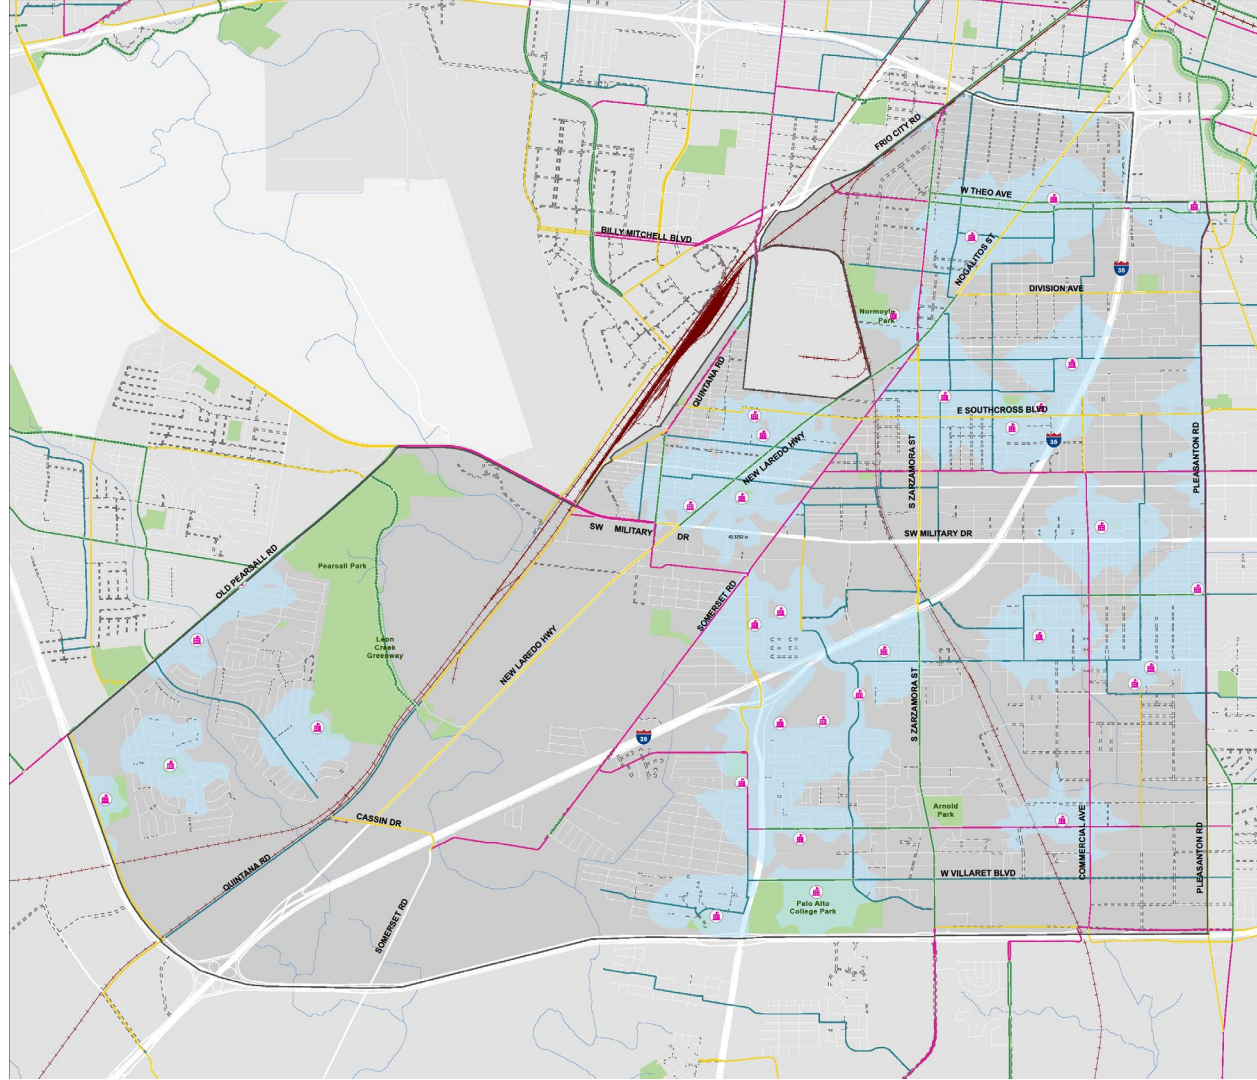 FRIO CITY RD
W THEO AVE
BILLY MITCHELL BLVD
NOGALITOS ST
35
DIVISION AVE
Normoyle
Park
QUINTANA RD
E SOUTHCROSS BLVD
35
NEW LAREDO HWY
S ZARZAMORA ST
PLEASANTON RD
SW MILITARY DR
SW MILITARY DR
OLD PEARSALL RD
Pearsall Park
SOMERSET RD
Leon
Creek
Greenway
NEW LAREDO HWY
S ZARZAMORA ST
35
Arnold
Park
CASSIN DR
COMMERCIAL AVE
PLEASANTON RD
QUINTANA RD
W VILLARET BLVD
Palo Alto
College Park
SOMERSET RD